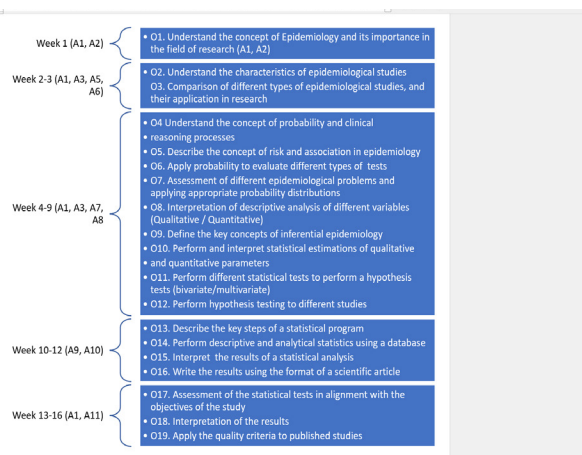 Week 1 (A1, A2)
• O1. Understand the concept of Epidemiology and its importance in
the field of research (A1, A2)
Week 2-3 (A1, A3, A5,
A6)
• O2. Understand the characteristics of epidemiological studies
O3. Comparison of different types of epidemiological studies, and
their application in research
Week 4-9 (A1, A3, A7,
A8
• O4 Understand the concept of probability and clinical
• reasoning processes
• O5. Describe the concept of risk and association in epidemiology
• O6. Apply probability to evaluate different types of tests
• O7. Assessment of different epidemiological problems and
applying appropriate probability distributions
• O8. Interpretation of descriptive analysis of different variables
(Qualitative / Quantitative)
• O9. Define the key concepts of inferential epidemiology
• O10. Perform and interpret statistical estimations of qualitative
• and quantitative parameters
• O11. Perform different statistical tests to perform a hypothesis
tests (bivariate/multivariate)
• O12. Perform hypothesis testing to different studies
Week 10-12 (A9, A10)
• O13. Describe the key steps of a statistical program
• O14. Perform descriptive and analytical statistics using a database
• O15. Interpret the results of a statistical analysis
• O16. Write the results using the format of a scientific article
Week 13-16 (A1, A11)
• O17. Assessment of the statistical tests in alignment with the
objectives of the study
• O18. Interpretation of the results
• O19. Apply the quality criteria to published studies